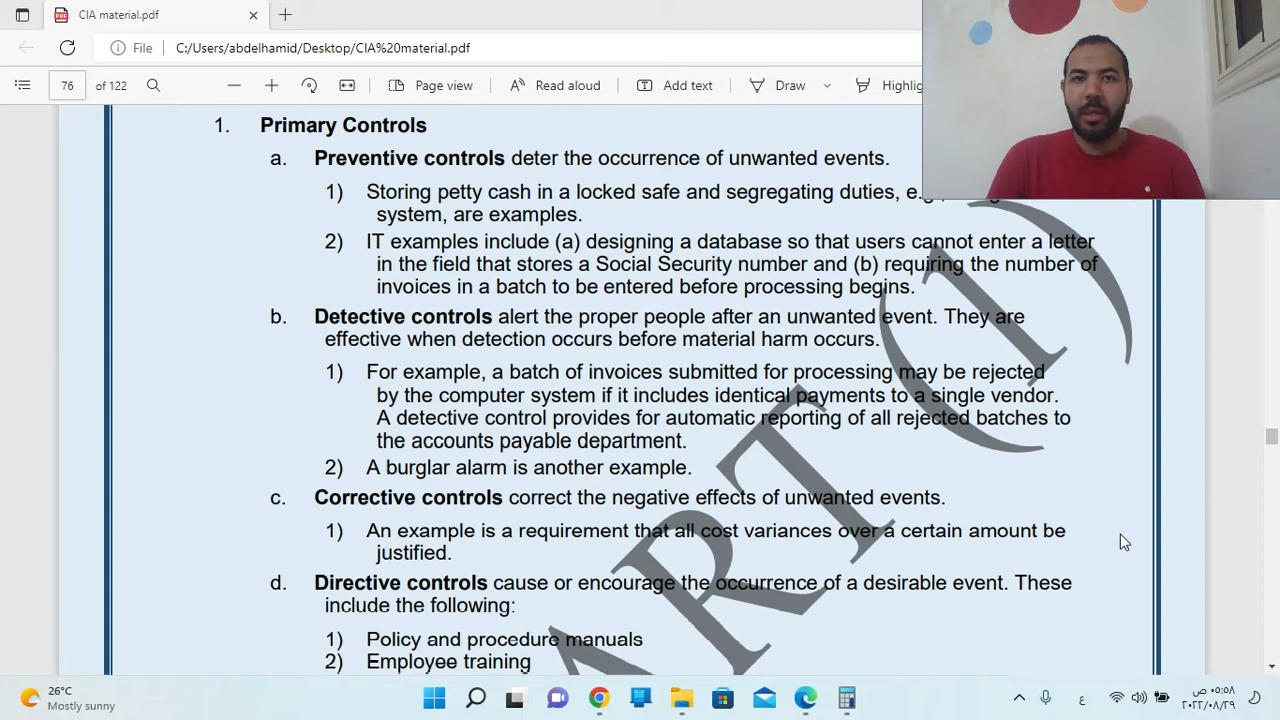 CIA material.pdf
File C:/Users/abdelhamid/Desktop/CIA%20material.pdf
76 of 122 Page view Read aloud Add text Draw
1. Primary Controls
a. Preventive controls deter the occurrence of unwanted events.
1) Storing petty cash in a locked safe and segregating duties,
system, are examples.
2) IT examples include (a) designing a database so that users cannot enter a letter
in the field that stores a Social Security number and (b) requiring the number of
invoices in a batch to be entered before processing begins.
b. Detective controls alert the proper people after an unwanted event. They are
effective when detection occurs before material harm occurs.
1) For example, a batch of invoices submitted for processing may be rejected
by the computer system if it includes identical payments to a single vendor.
A detective control provides for automatic reporting of all rejected batches to
the accounts payable department.
2) A burglar alarm is another example.
c. Corrective controls correct the negative effects of unwanted events.
1) An example is a requirement that all cost variances over a certain amount be
justified.
d. Directive controls cause or encourage the occurrence of a desirable event. These
include the following:
1) Policy and procedure manuals
2) Employee training
ART (I)
26°C
Mostly sunny
ع
٠٥:٥٨ ص
٢٠٢٢/٠٨/٢٩